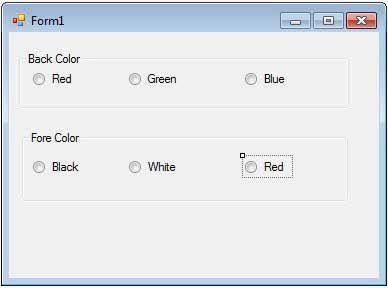 Form1
Back Color
Red Green Blue
Fore Color
Black White Red